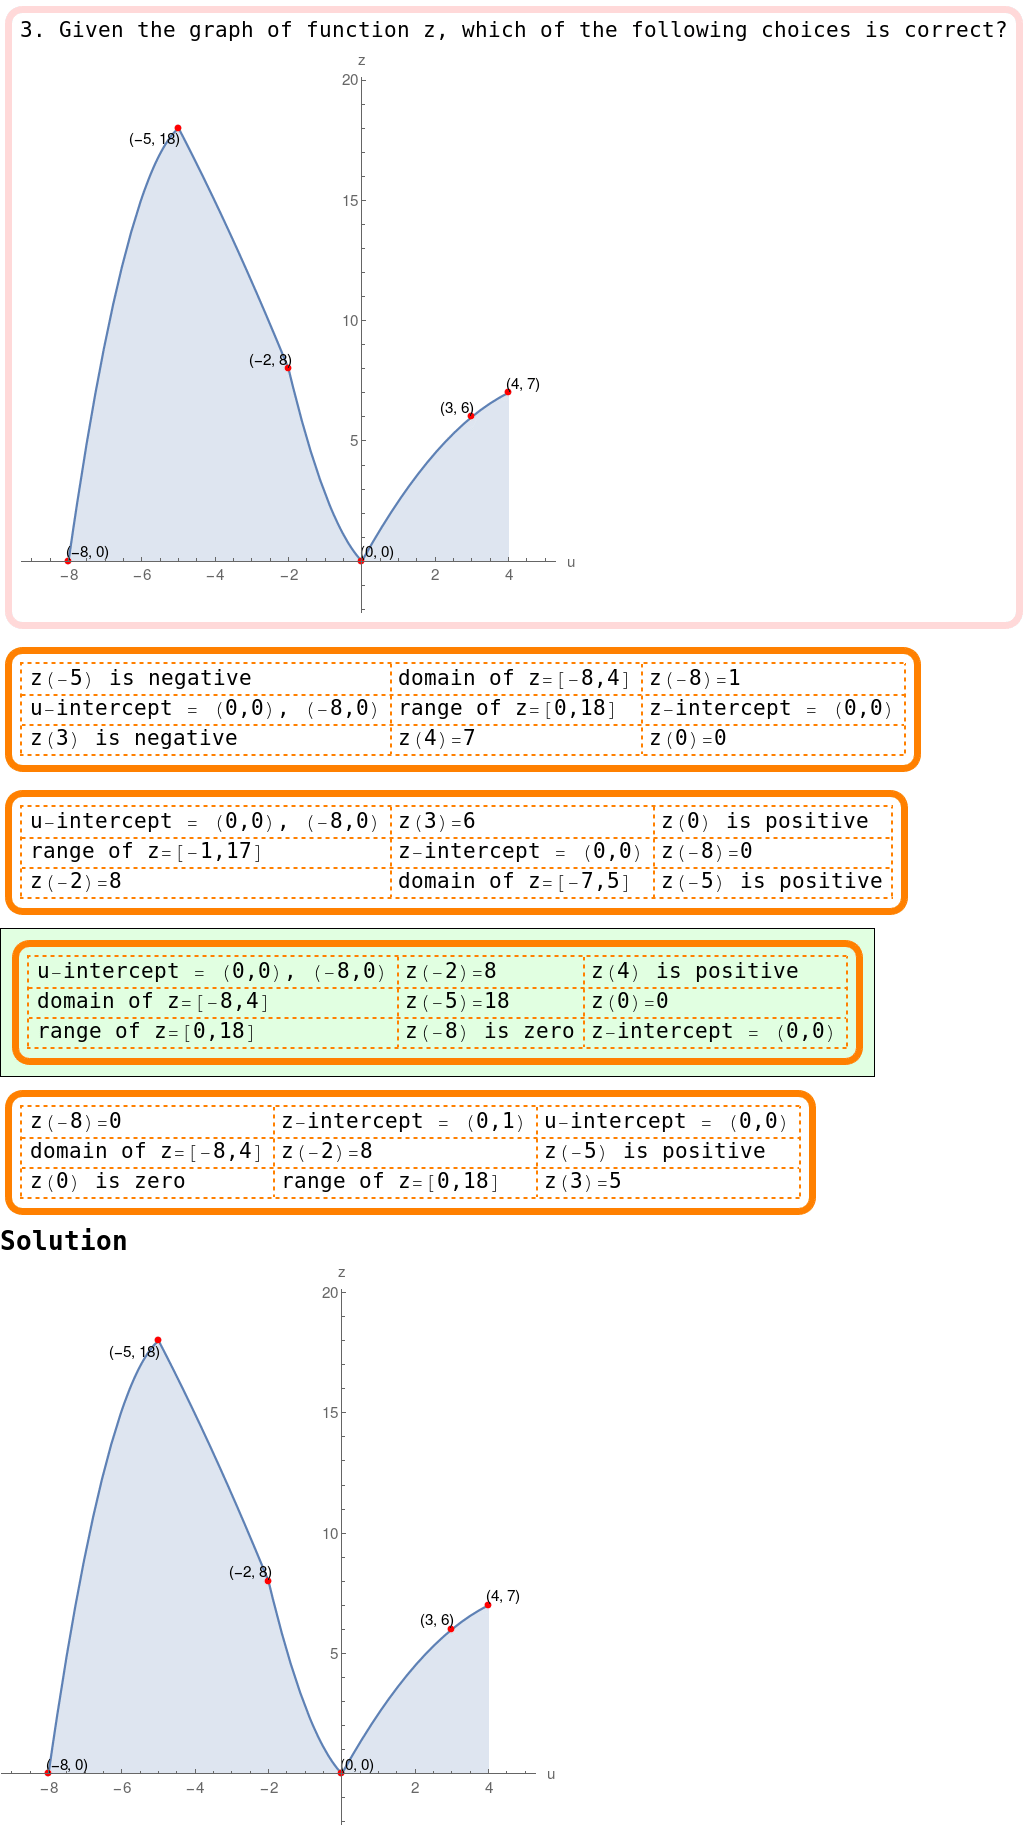 3. Given the graph of function z, which of the following choices is correct?
z
20
(−5, 18)
15
10
(−2, 8)
(4, 7)
(3, 6)
5
(−8, 0)
(0, 0)
u
−8 −6 −4 −2 2 4
z(-5) is negative domain of z=[-8,4] z(-8)=1
u-intercept = (0,0), (-8,0) range of z=[0,18] z-intercept = (0,0)
z(3) is negative z(4)=7 z(0)=0
u-intercept = (0,0), (-8,0) z(3)=6 z(0) is positive
range of z=[-1,17] z-intercept = (0,0) z(-8)=0
z(-2)=8 domain of z=[-7,5] z(-5) is positive
u-intercept = (0,0), (-8,0) z(-2)=8 z(4) is positive
domain of z=[-8,4] z(-5)=18 z(0)=0
range of z=[0,18] z(-8) is zero z-intercept = (0,0)
z(-8)=0 z-intercept = (0,1) u-intercept = (0,0)
domain of z=[-8,4] z(-2)=8 z(-5) is positive
z(0) is zero range of z=[0,18] z(3)=5
Solution
z
20
(−5, 18)
15
10
(−2, 8)
(4, 7)
(3, 6)
5
(−8, 0)
(0, 0)
u
−8 −6 −4 −2 2 4